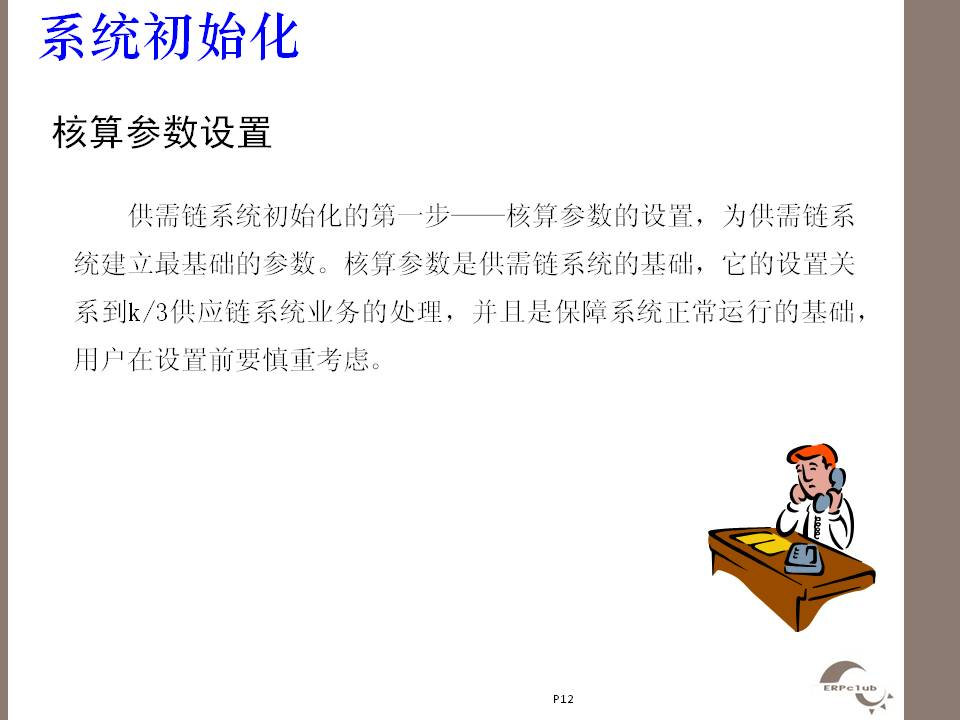 系统初始化
核算参数设置
供需链系统初始化的第一步——核算参数的设置，为供需链系
统建立最基础的参数。核算参数是供需链系统的基础，它的设置关
系到k/3供应链系统业务的处理，并且是保障系统正常运行的基础，
用户在设置前要慎重考虑。
ERPclub
P12